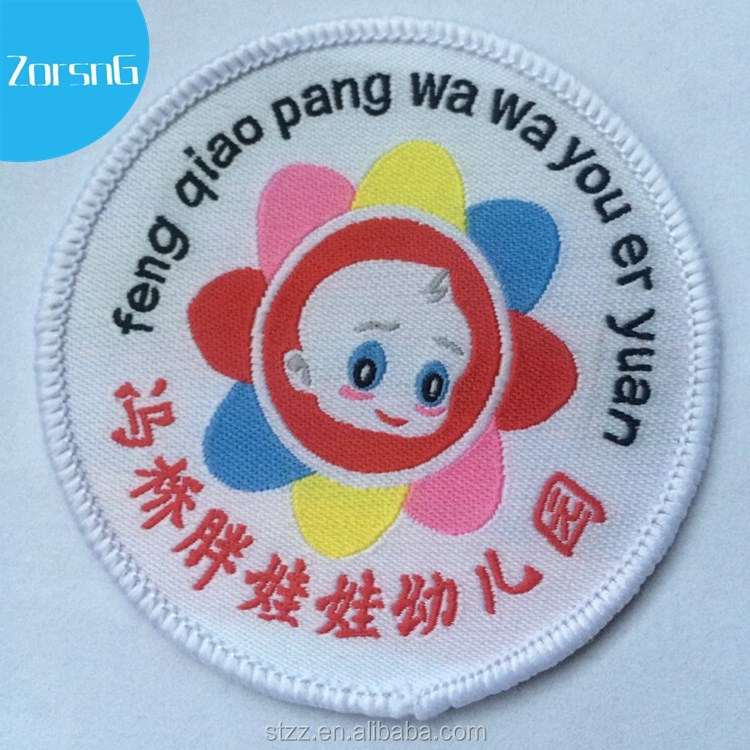 ZorsnG
feng qiao pang wa wa you er yuan
冯桥胖娃娃幼儿园
stzz.en.alibaba.com